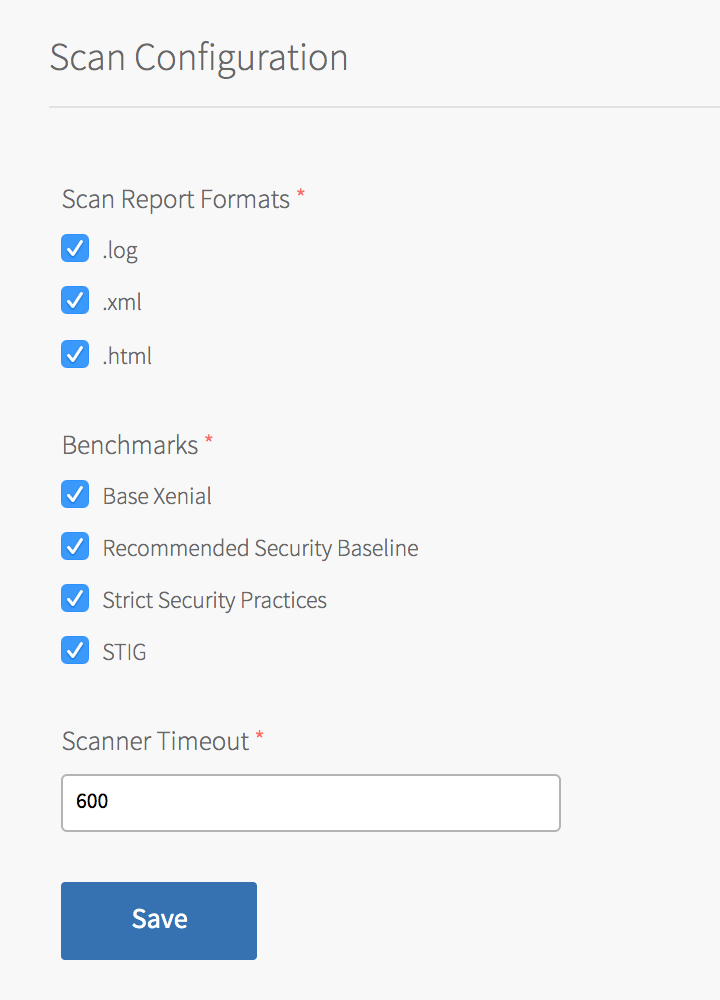 Scan Configuration
Scan Report Formats *
.log
.xml
.html
Benchmarks *
Base Xenial
Recommended Security Baseline
Strict Security Practices
STIG
Scanner Timeout *
600
Save